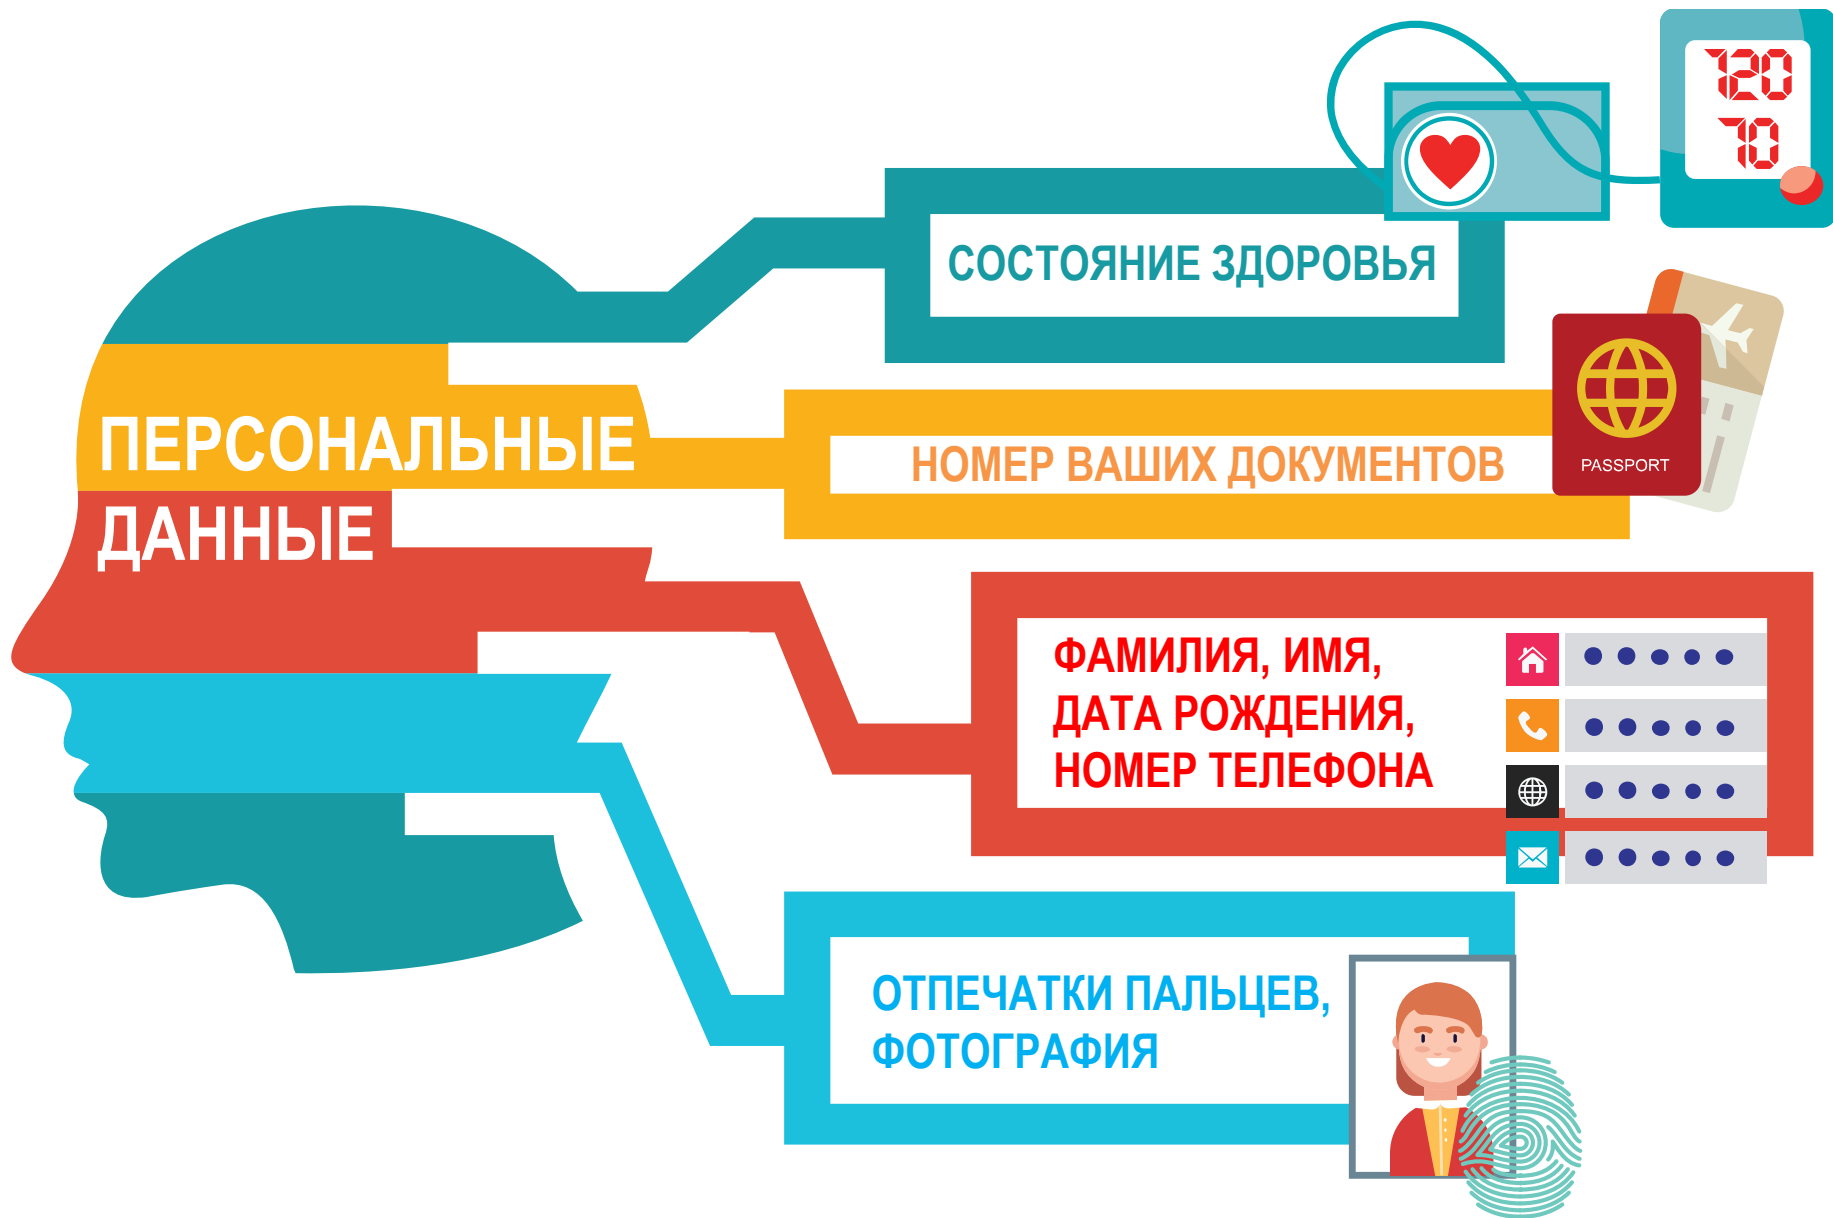 120
70
СОСТОЯНИЕ ЗДОРОВЬЯ
ПЕРСОНАЛЬНЫЕ
ДАННЫЕ
НОМЕР ВАШИХ ДОКУМЕНТОВ
PASSPORT
ФАМИЛИЯ, ИМЯ,
ДАТА РОЖДЕНИЯ,
НОМЕР ТЕЛЕФОНА
ОТПЕЧАТКИ ПАЛЬЦЕВ,
ФОТОГРАФИЯ